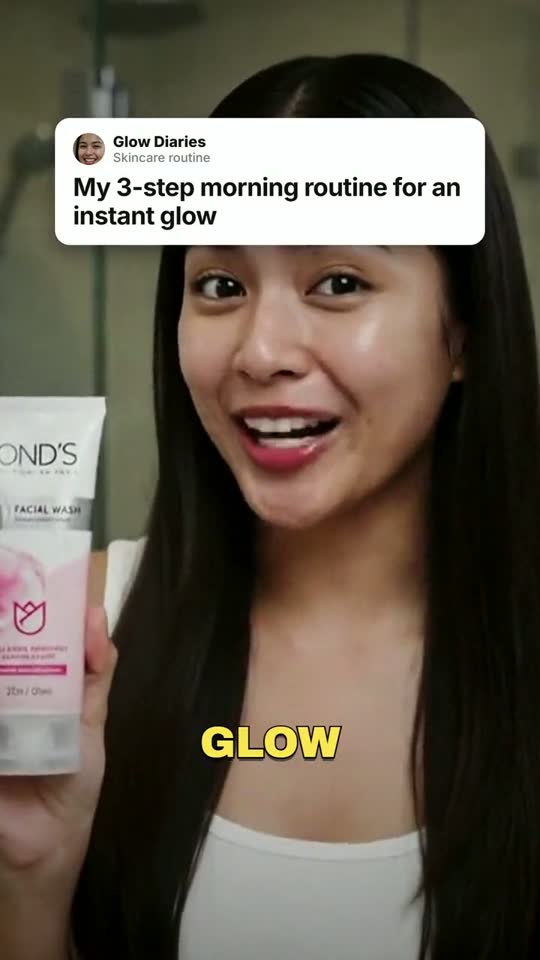 Glow Diaries
Skincare routine
My 3-step morning routine for an
instant glow
OND'S
FACIAL WASH
GLOW